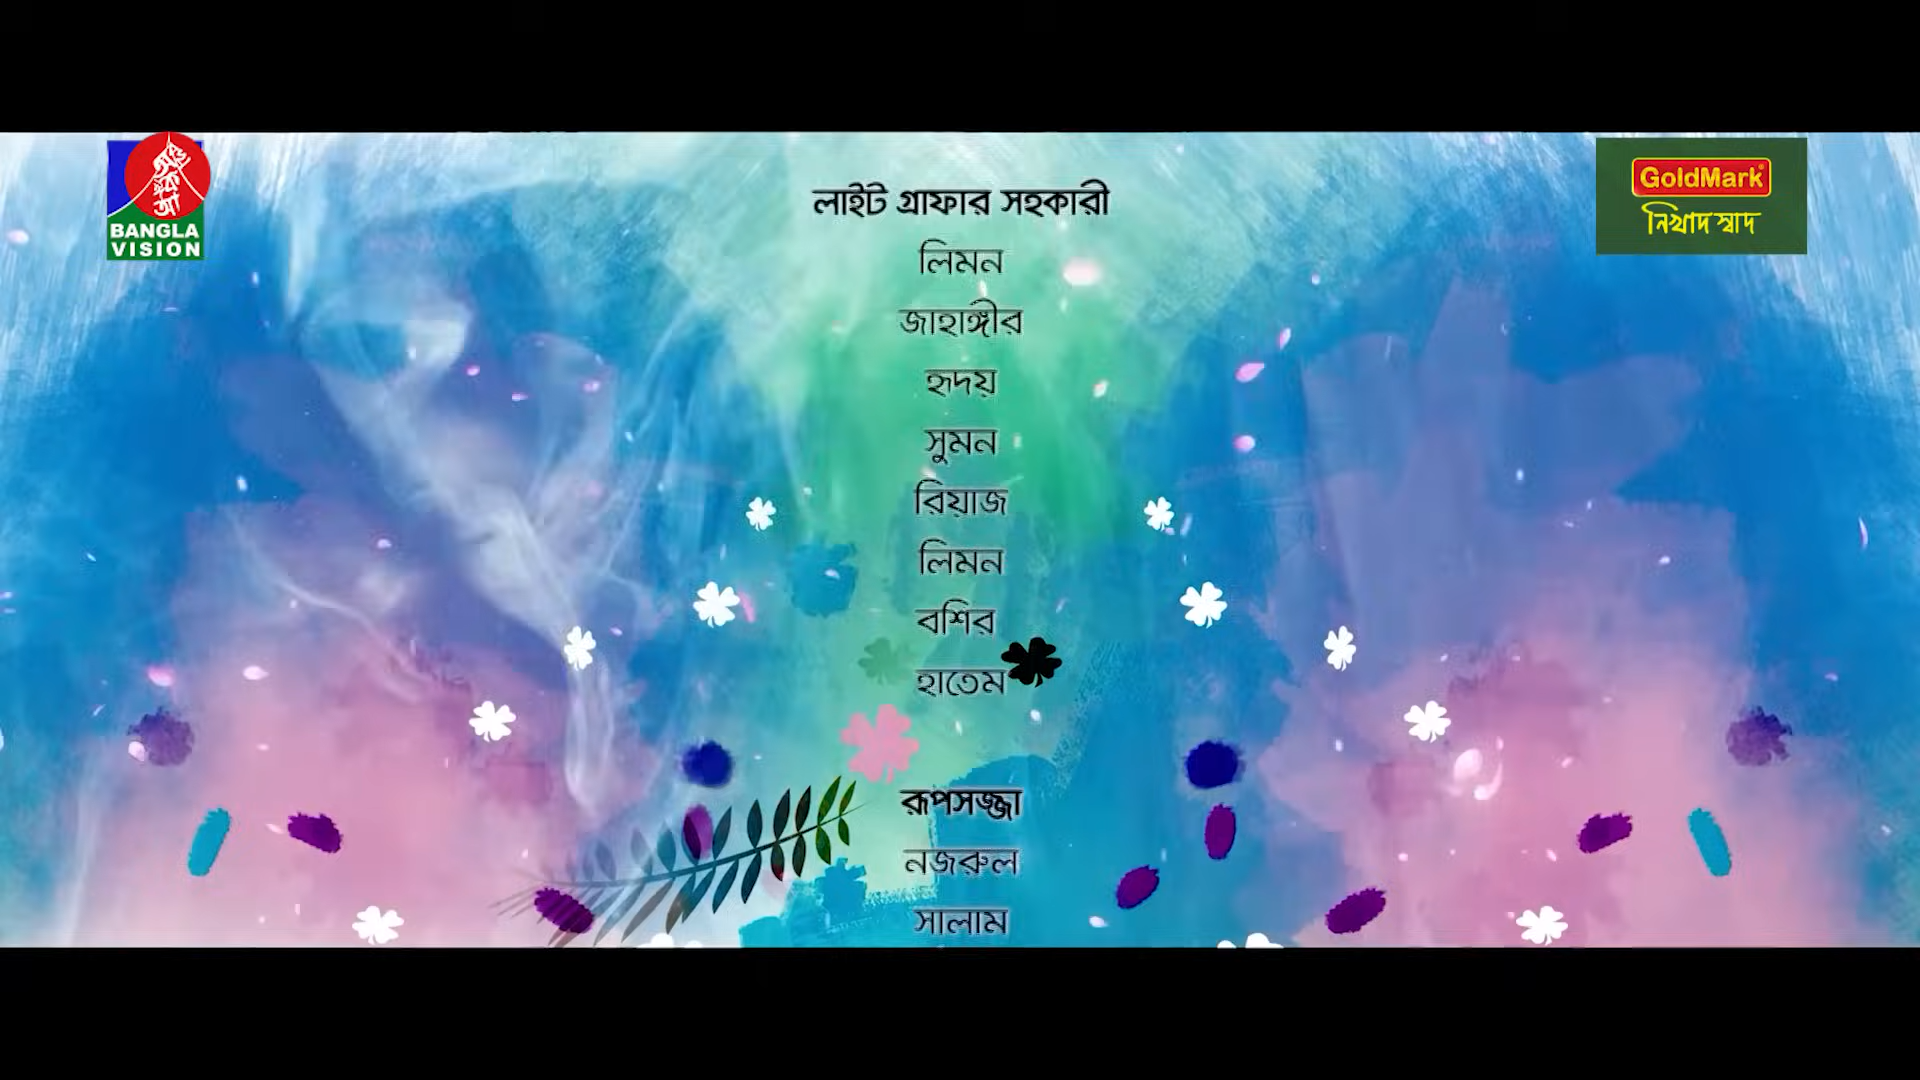 BANGLA
VISION
GoldMark
নিখাদ স্বাদ
লাইট গ্রাফার সহকারী
লিমন
জাহাঙ্গীর
হৃদয়
সুমন
রিয়াজ
লিমন
বশির
হাতেম
রূপসজ্জা
নজরুল
সালাম